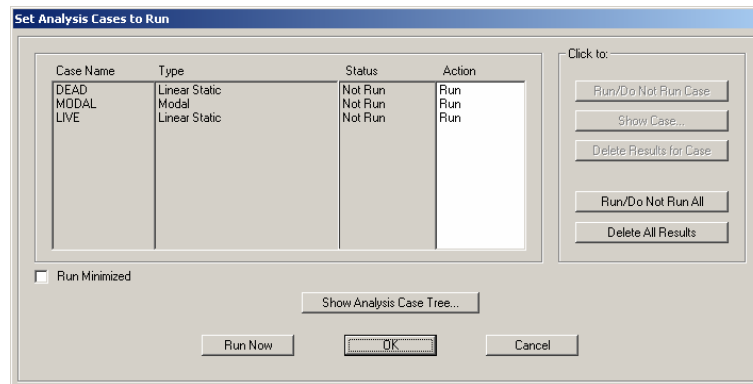 Set Analysis Cases to Run
Case Name Type Status Action
DEAD Linear Static Not Run Run
MODAL Modal Not Run Run
LIVE Linear Static Not Run Run
Click to:
Run/Do Not Run Case
Show Case...
Delete Results for Case
Run/Do Not Run All
Delete All Results
Run Minimized
Show Analysis Case Tree...
Run Now OK Cancel